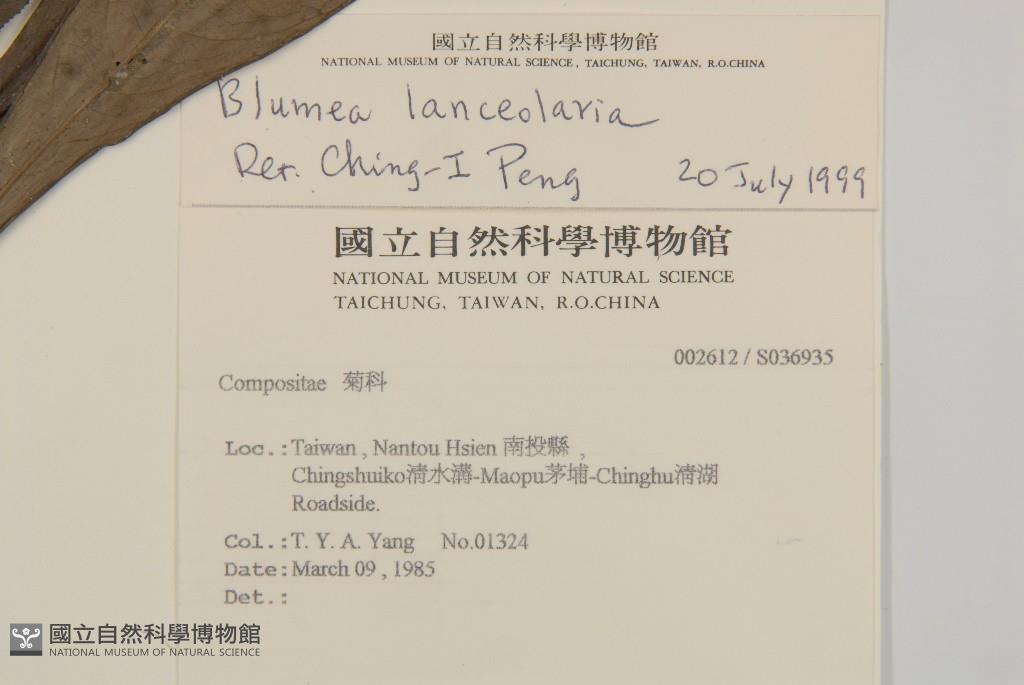 國立自然科學博物館
NATIONAL MUSEUM OF NATURAL SCIENCE, TAICHUNG, TAIWAN, R.O.CHINA
Blumea lanceolaria
Det. Ching-I Peng 20 July 1999
國立自然科學博物館
NATIONAL MUSEUM OF NATURAL SCIENCE
TAICHUNG, TAIWAN, R.O.CHINA
002612 / S036935
Compositae 菊科
Loc.: Taiwan , Nantou Hsien 南投縣 ,
Chingshuiko清水溝-Maopu茅埔-Chinghu清湖
Roadside.
Col.: T. Y. A. Yang No.01324
Date: March 09 , 1985
Det.:
國立自然科學博物館
NATIONAL MUSEUM OF NATURAL SCIENCE